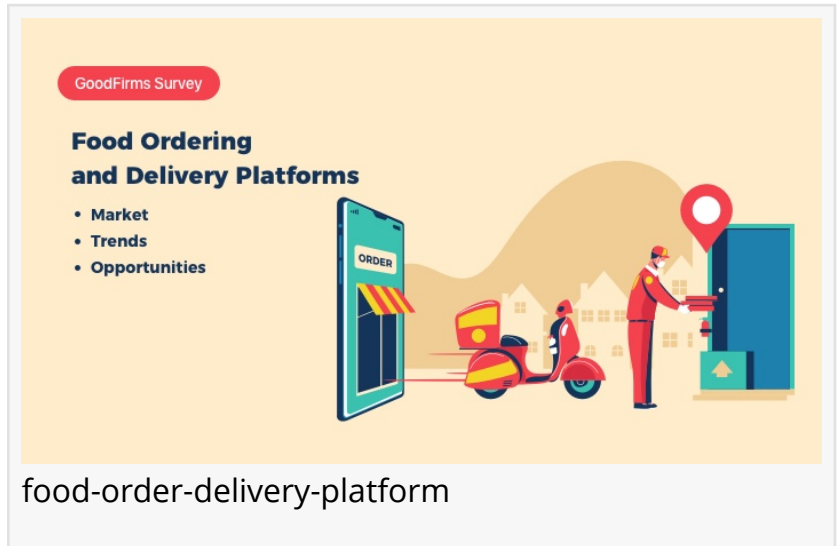 GoodFirms Survey
Food Ordering
and Delivery Platforms
• Market
• Trends
• Opportunities
ORDER
food-order-delivery-platform